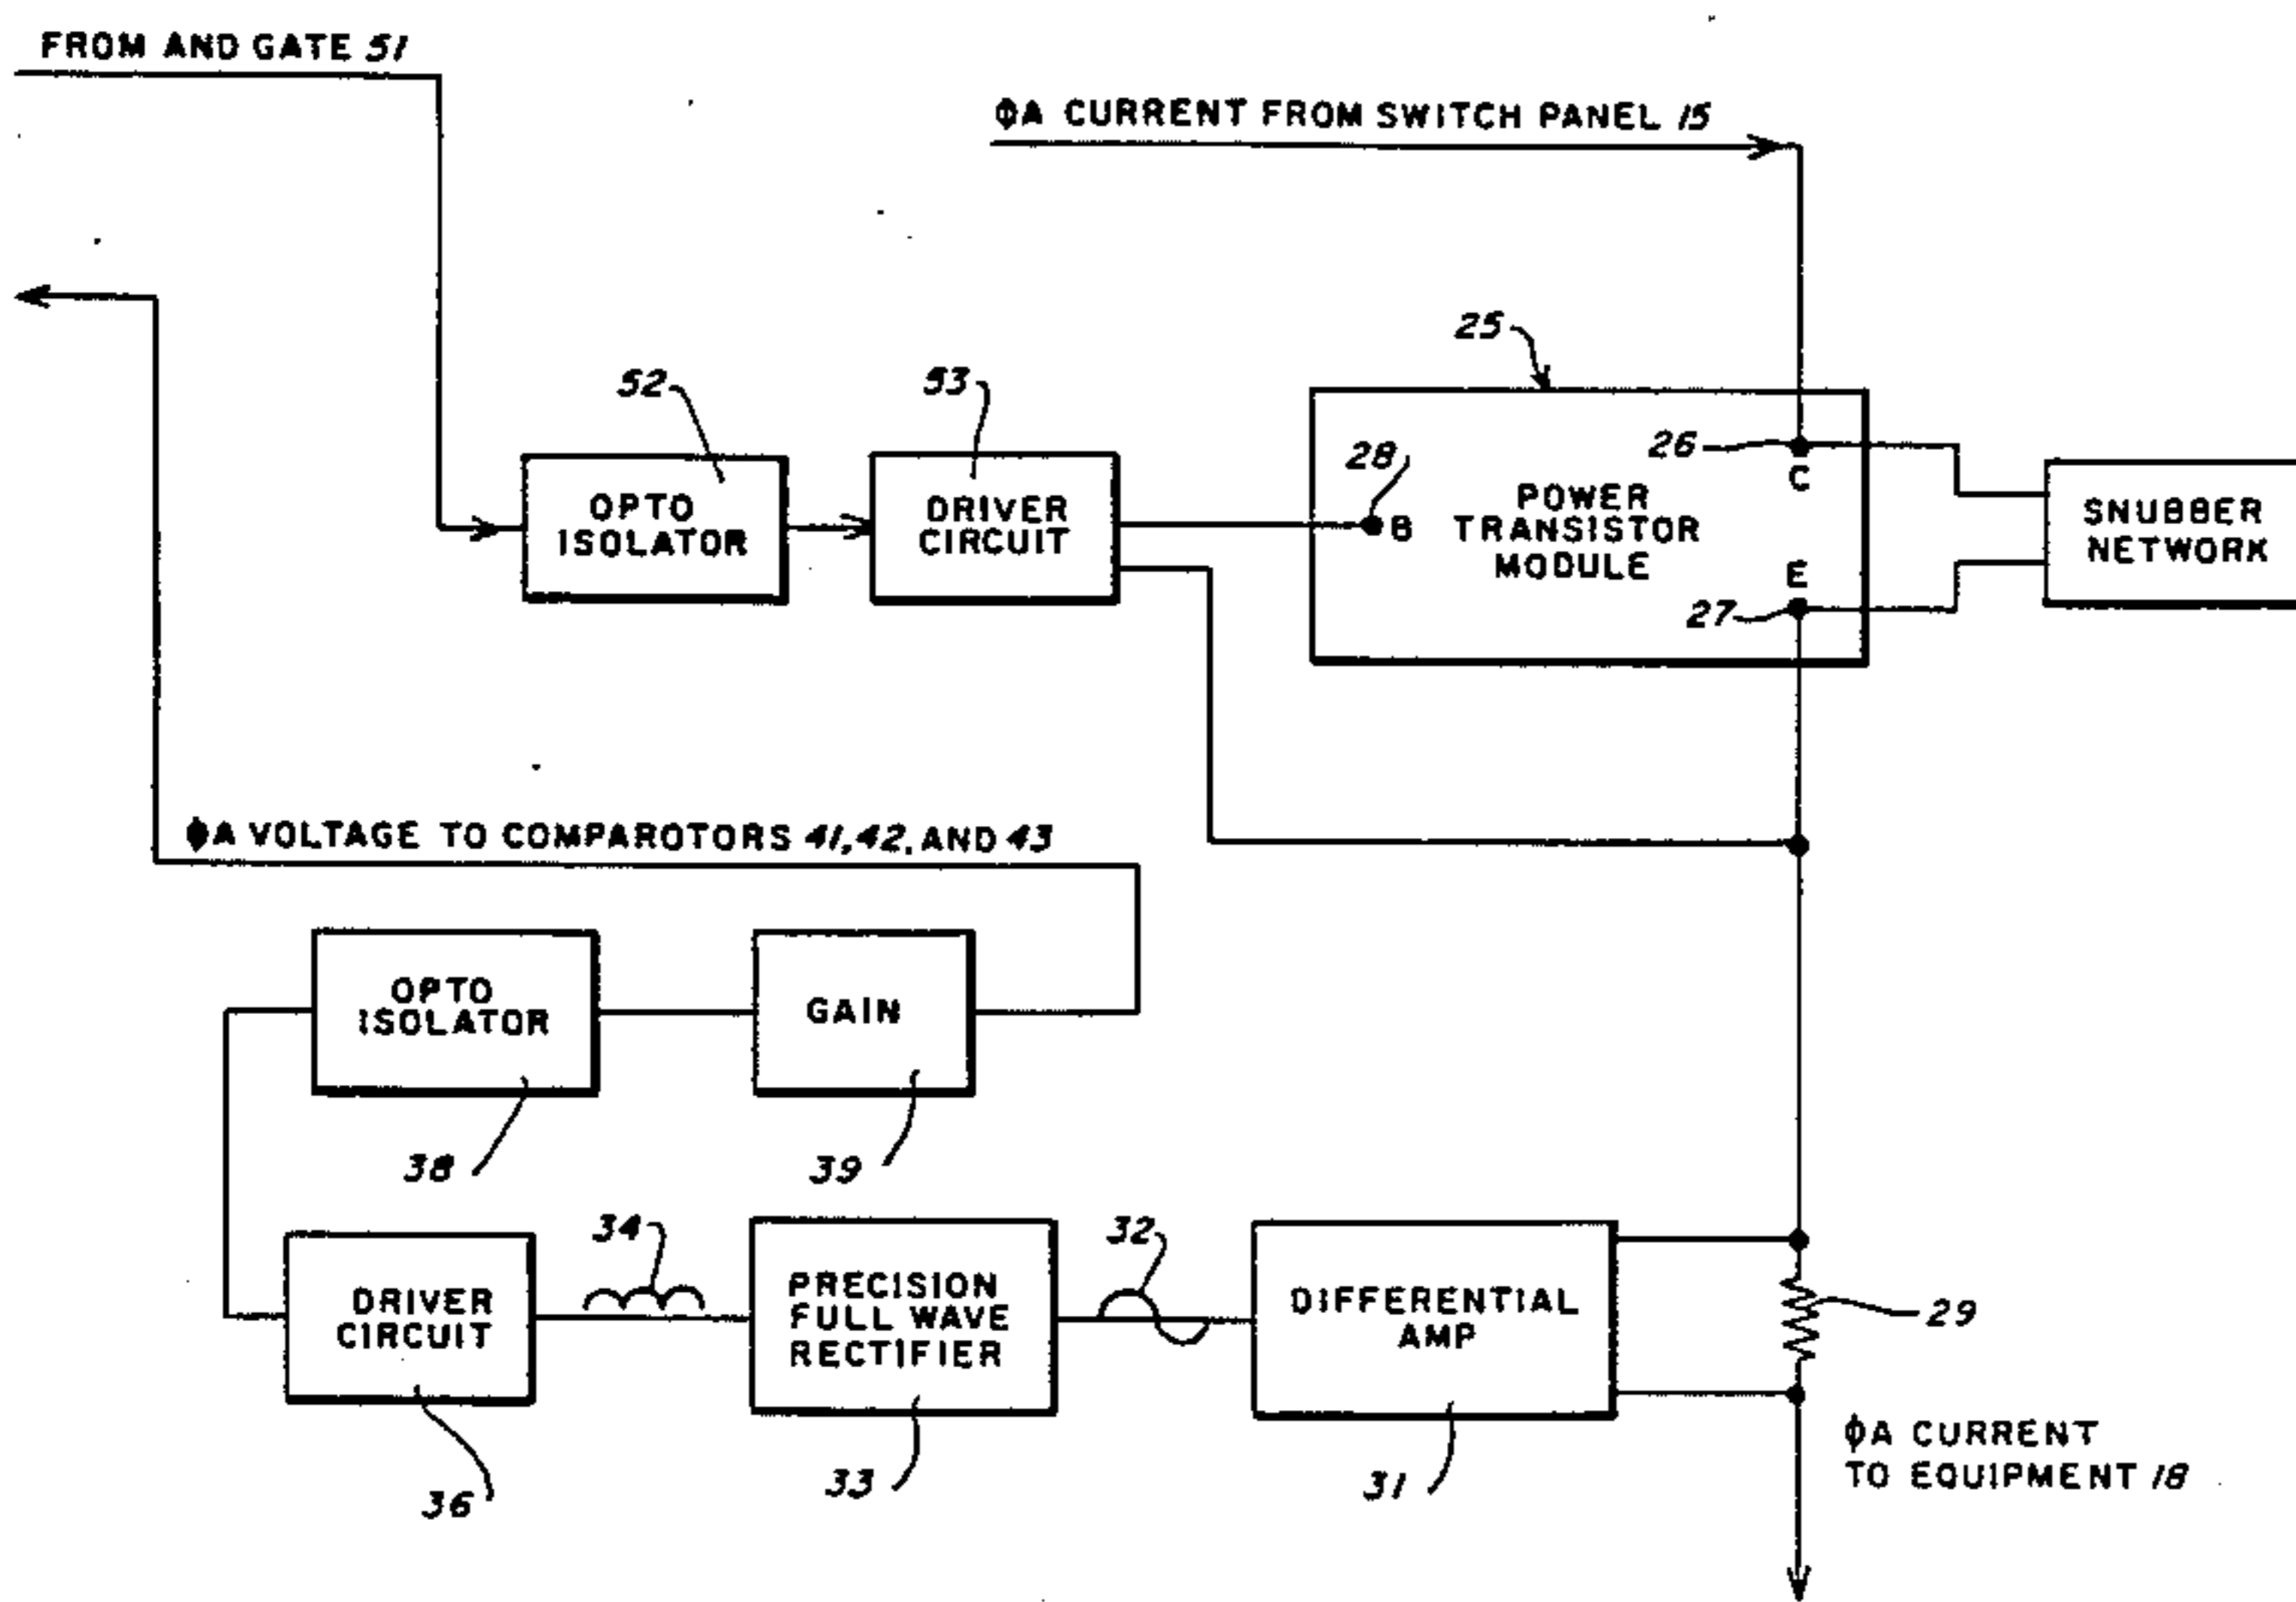 FROM AND GATE 51
ΦA CURRENT FROM SWITCH PANEL 15
25
52
53
26
28
C
OPTO
ISOLATOR
DRIVER
CIRCUIT
B
POWER
TRANSISTOR
MODULE
SNUBBER
NETWORK
E
27
ΦA VOLTAGE TO COMPAROTORS 41, 42, AND 43
OPTO
ISOLATOR
GAIN
38
39
34
32
DRIVER
CIRCUIT
PRECISION
FULL WAVE
RECTIFIER
DIFFERENTIAL
AMP
29
36
33
31
ΦA CURRENT
TO EQUIPMENT 18